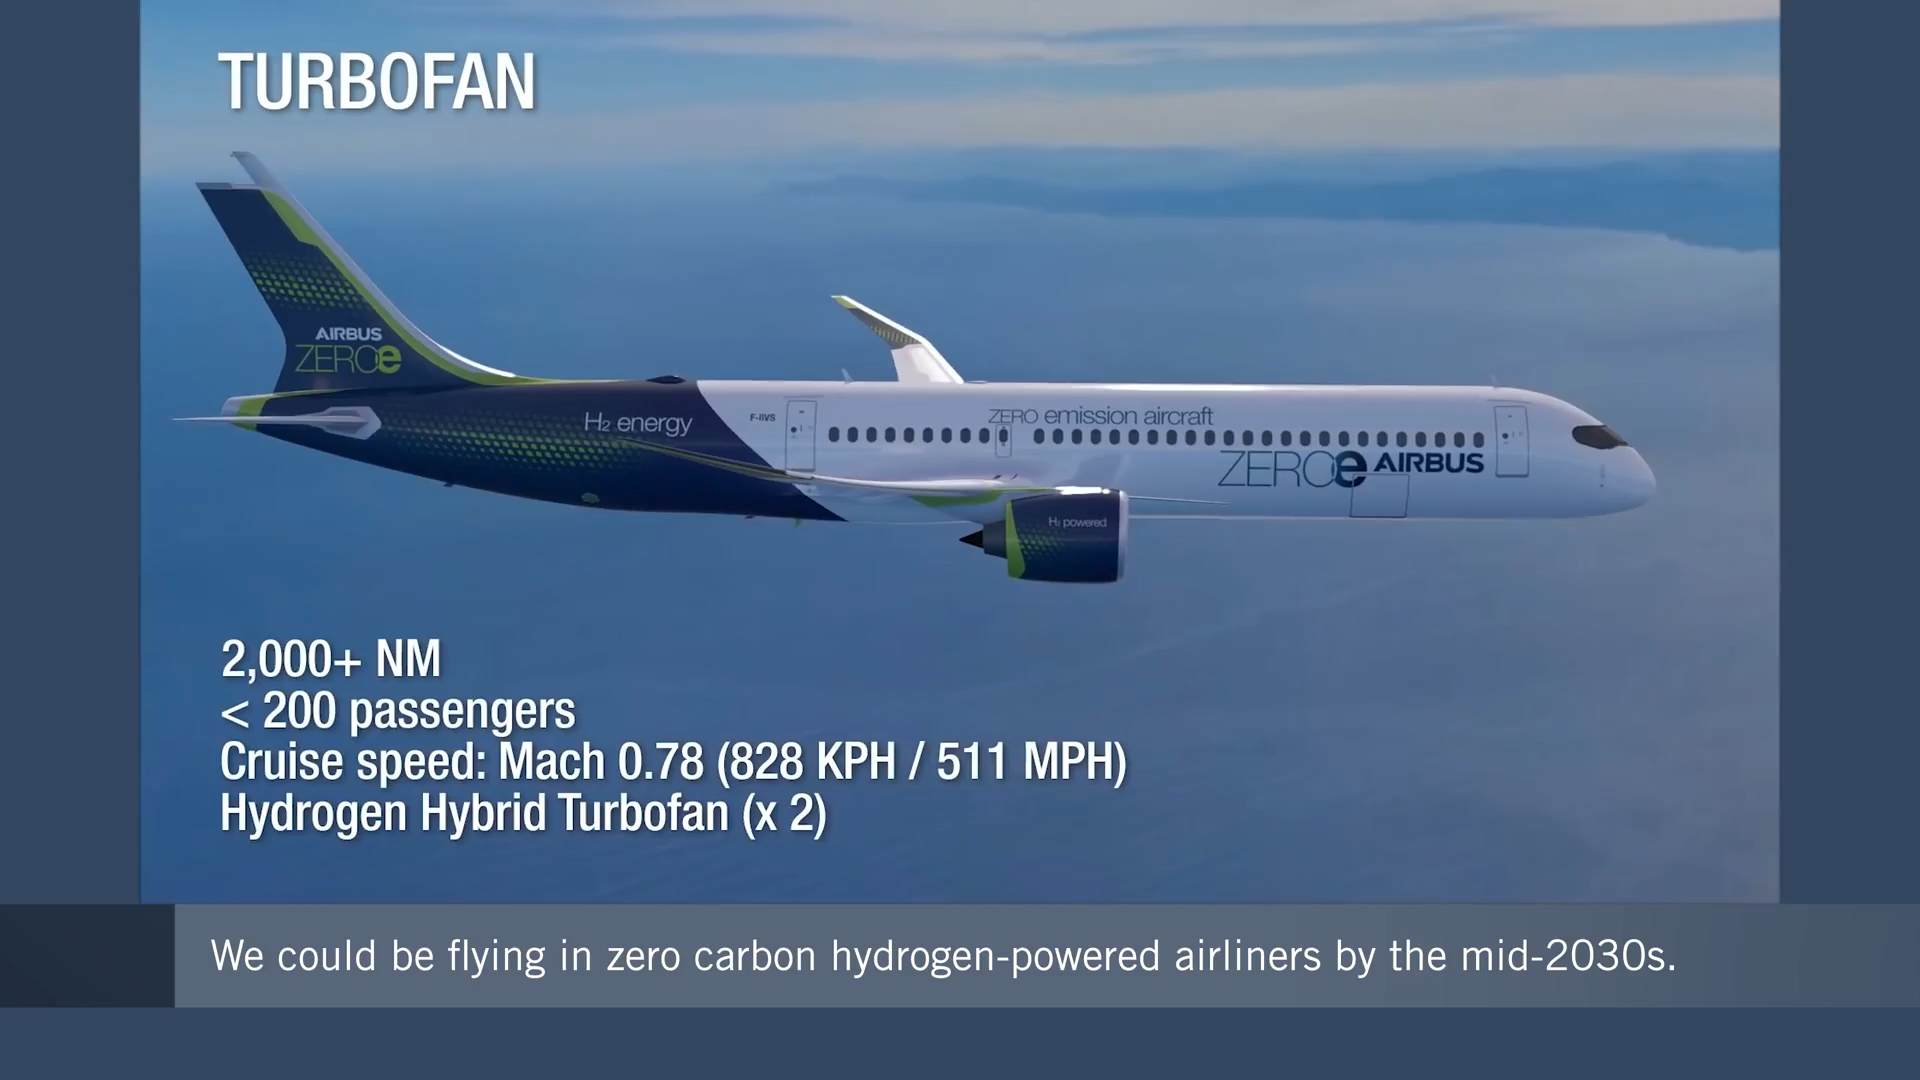 TURBOFAN
AIRBUS
ZEROe
H₂ energy
F-IIVS
ZERO emission aircraft
ZEROe AIRBUS
H₂ powered
2,000+ NM
< 200 passengers
Cruise speed: Mach 0.78 (828 KPH / 511 MPH)
Hydrogen Hybrid Turbofan (x 2)
We could be flying in zero carbon hydrogen-powered airliners by the mid-2030s.